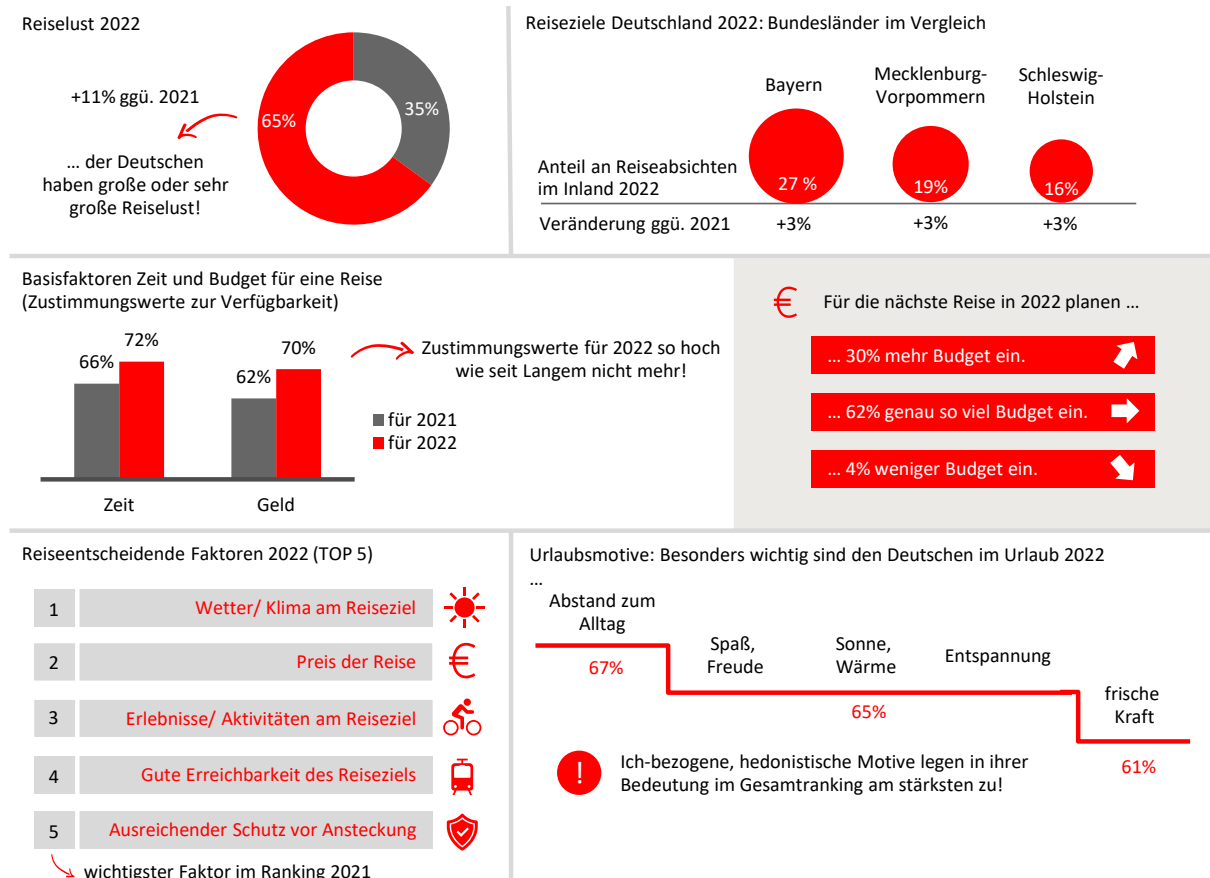 Reiselust 2022
+11% ggü. 2021
... der Deutschen
haben große oder sehr
große Reiselust!
65%
35%
Reiseziele Deutschland 2022: Bundesländer im Vergleich
Bayern
Mecklenburg-
Vorpommern
Schleswig-
Holstein
Anteil an Reiseabsichten
im Inland 2022
27 %
19%
16%
Veränderung ggü. 2021
+3%
+3%
+3%
Basisfaktoren Zeit und Budget für eine Reise
(Zustimmungswerte zur Verfügbarkeit)
66%
72%
62%
70%
Zeit
Geld
Zustimmungswerte für 2022 so hoch
wie seit Langem nicht mehr!
für 2021
für 2022
€ Für die nächste Reise in 2022 planen ...
... 30% mehr Budget ein.
... 62% genau so viel Budget ein.
... 4% weniger Budget ein.
Reiseentscheidende Faktoren 2022 (TOP 5)
1 Wetter/ Klima am Reiseziel
2 Preis der Reise €
3 Erlebnisse/ Aktivitäten am Reiseziel
4 Gute Erreichbarkeit des Reiseziels
5 Ausreichender Schutz vor Ansteckung
wichtigster Faktor im Ranking 2021
Urlaubsmotive: Besonders wichtig sind den Deutschen im Urlaub 2022
...
Abstand zum
Alltag
67%
Spaß,
Freude
Sonne,
Wärme
Entspannung
65%
frische
Kraft
61%
! Ich-bezogene, hedonistische Motive legen in ihrer
Bedeutung im Gesamtranking am stärksten zu!